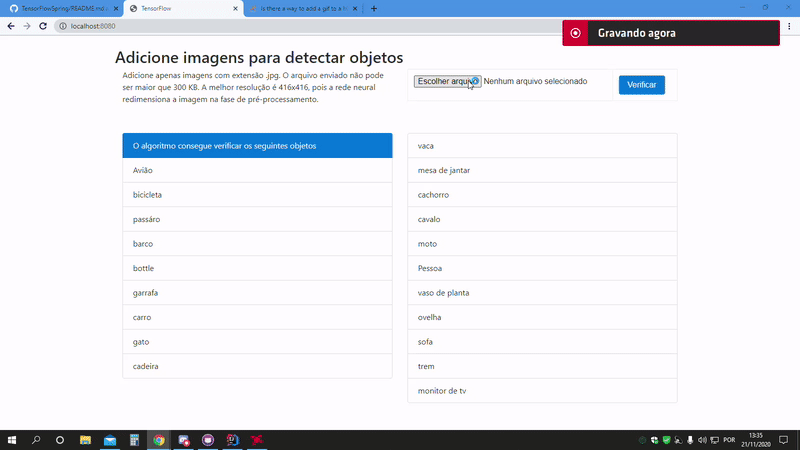 TensorFlowSpring/README.md at
TensorFlow
Is there a way to add a gif to a M
localhost:8080
Gravando agora
Adicione imagens para detectar objetos
Adicione apenas imagens com extensão .jpg. O arquivo enviado não pode
ser maior que 300 KB. A melhor resolução é 416x416, pois a rede neural
redimensiona a imagem na fase de pré-processamento.
Escolher arquivo Nenhum arquivo selecionado
Verificar
O algoritmo consegue verificar os seguintes objetos
Avião
bicicleta
passáro
barco
bottle
garrafa
carro
gato
cadeira
vaca
mesa de jantar
cachorro
cavalo
moto
Pessoa
vaso de planta
ovelha
sofa
trem
monitor de tv
POR
13:35
21/11/2020